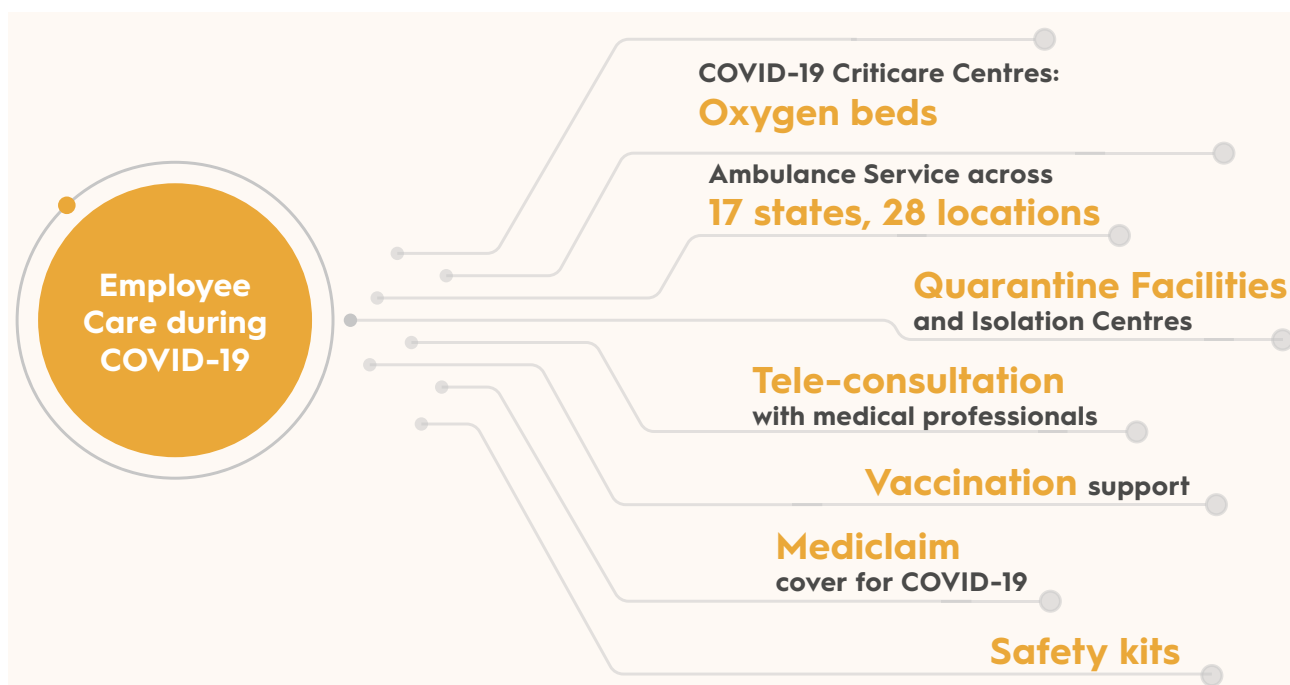 Employee
Care during
COVID-19
COVID-19 Criticare Centres:
Oxygen beds
Ambulance Service across
17 states, 28 locations
Quarantine Facilities
and Isolation Centres
Tele-consultation
with medical professionals
Vaccination support
Mediclaim
cover for COVID-19
Safety kits